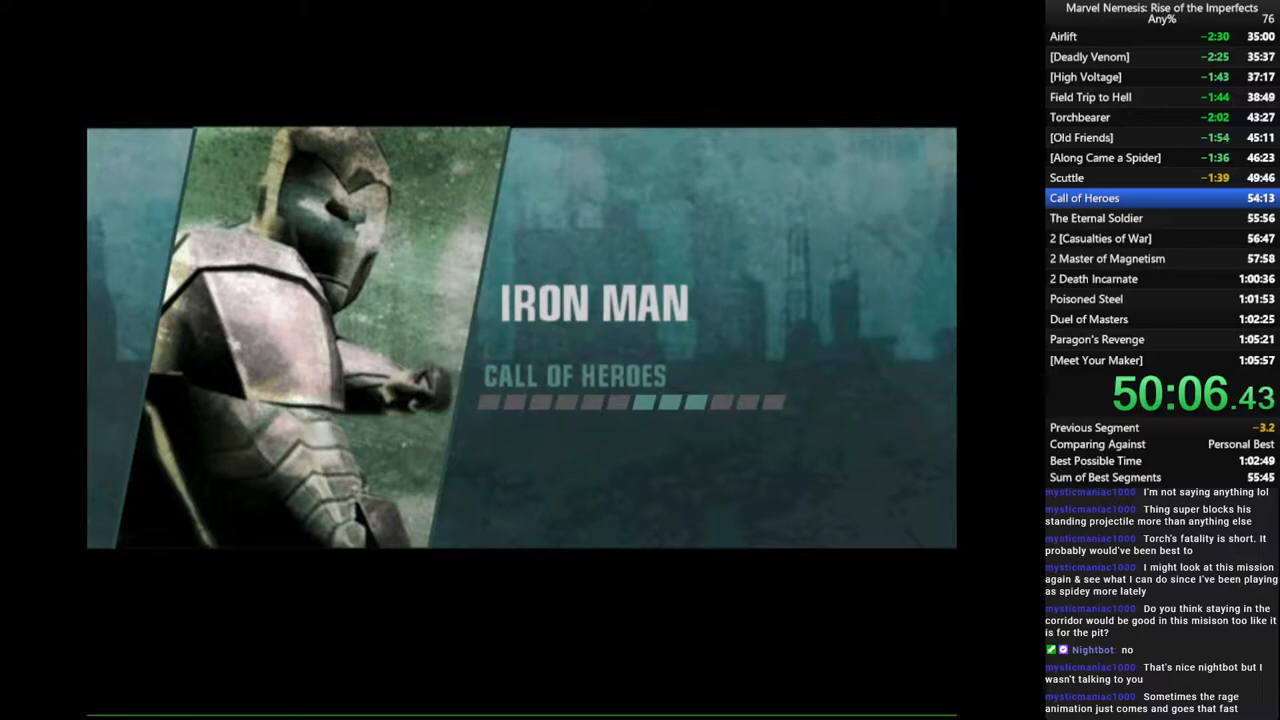 Marvel Nemesis: Rise of the Imperfects
Any% 76
Airlift -2:30 35:00
[Deadly Venom] -2:25 35:37
[High Voltage] -1:43 37:17
Field Trip to Hell -1:44 38:49
Torchbearer -2:02 43:27
[Old Friends] -1:54 45:11
[Along Came a Spider] -1:36 46:23
Scuttle -1:39 49:46
Call of Heroes 54:13
The Eternal Soldier 55:56
2 [Casualties of War] 56:47
2 Master of Magnetism 57:58
2 Death Incarnate 1:00:36
Poisoned Steel 1:01:53
Duel of Masters 1:02:25
Paragon's Revenge 1:05:21
[Meet Your Maker] 1:05:57
50:06.43
Previous Segment -3.2
Comparing Against Personal Best
Best Possible Time 1:02:49
Sum of Best Segments 55:45
IRON MAN
CALL OF HEROES
mysticmaniac1000 I'm not saying anything lol
mysticmaniac1000 Thing super blocks his
standing projectile more than anything else
mysticmaniac1000 Torch's fatality is short. It
probably would've been best to
mysticmaniac1000 I might look at this mission
again & see what I can do since I've been playing
as spidey more lately
mysticmaniac1000 Do you think staying in the
corridor would be good in this misison too like it
is for the pit?
Nightbot: no
mysticmaniac1000 That's nice nightbot but I
wasn't talking to you
mysticmaniac1000 Sometimes the rage
animation just comes and goes that fast